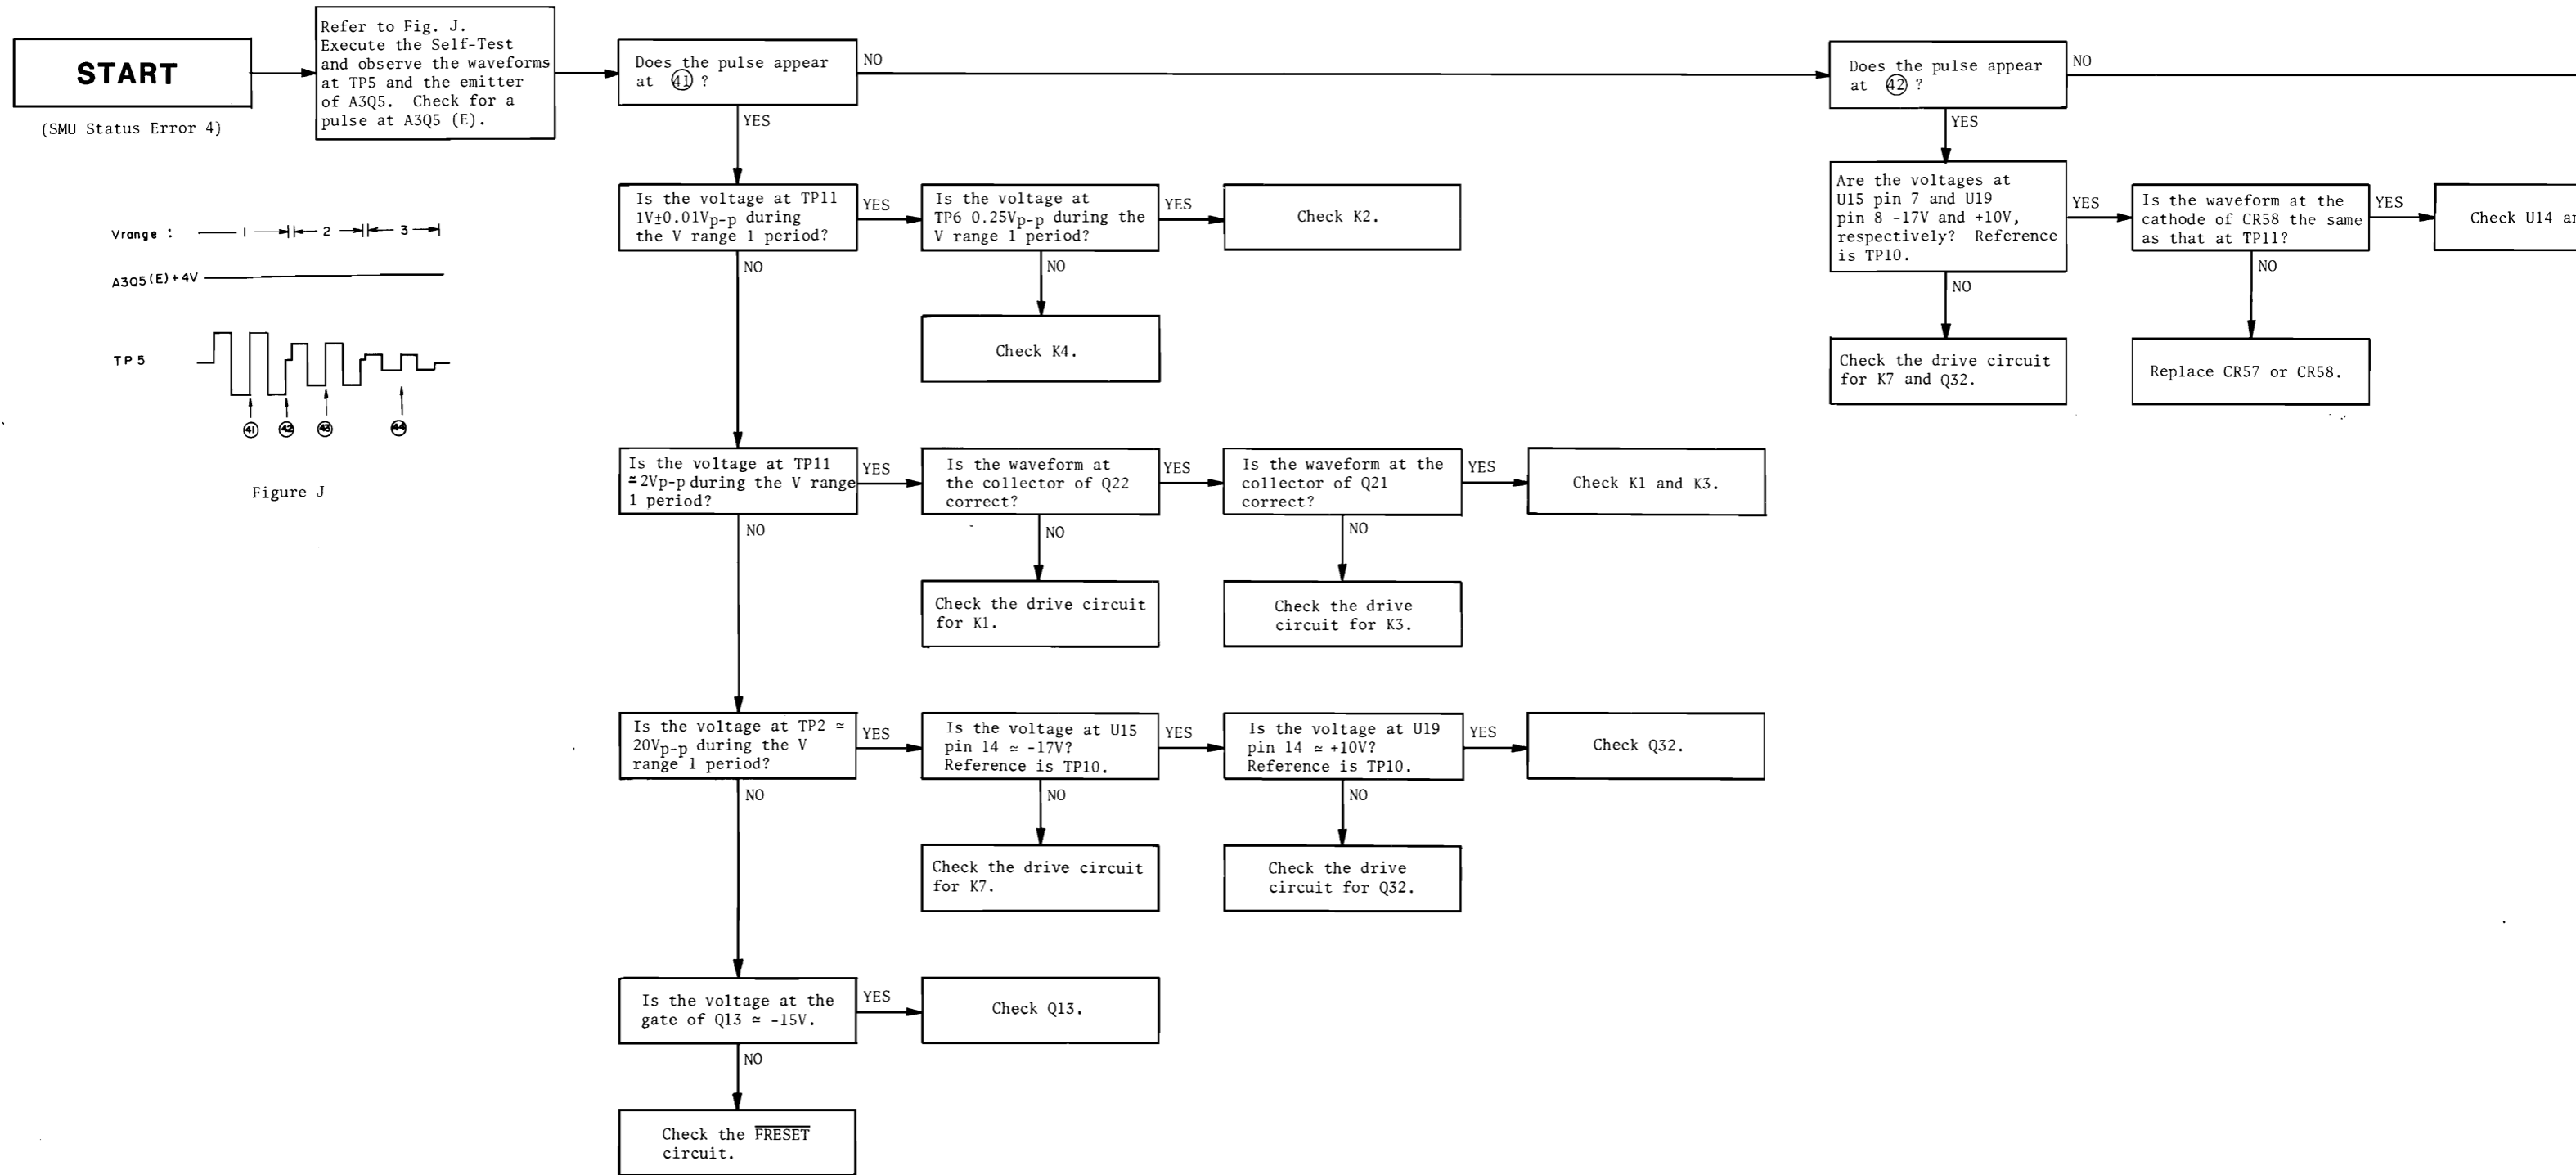 START
(SMU Status Error 4)
Refer to Fig. J.
Execute the Self-Test
and observe the waveforms
at TP5 and the emitter
of A3Q5. Check for a
pulse at A3Q5 (E).
Does the pulse appear
at 41 ?
NO
YES
Does the pulse appear
at 42 ?
NO
YES
Vrange : 1 2 3
A3Q5(E)+4V
TP5
41 42 43 44
Figure J
Is the voltage at TP11
1V±0.01Vp-p during
the V range 1 period?
YES
NO
Is the voltage at
TP6 0.25Vp-p during the
V range 1 period?
YES
NO
Check K2.
Check K4.
Are the voltages at
U15 pin 7 and U19
pin 8 -17V and +10V,
respectively? Reference
is TP10.
YES
NO
Is the waveform at the
cathode of CR58 the same
as that at TP11?
YES
NO
Check U14
Check the drive circuit
for K7 and Q32.
Replace CR57 or CR58.
Is the voltage at TP11
≃2Vp-p during the V range
1 period?
YES
NO
Is the waveform at
the collector of Q22
correct?
YES
NO
Is the waveform at the
collector of Q21
correct?
YES
NO
Check K1 and K3.
Check the drive circuit
for K1.
Check the drive
circuit for K3.
Is the voltage at TP2 ≃
20Vp-p during the V
range 1 period?
YES
NO
Is the voltage at U15
pin 14 ≃ -17V?
Reference is TP10.
YES
NO
Is the voltage at U19
pin 14 ≃ +10V?
Reference is TP10.
YES
NO
Check Q32.
Check the drive circuit
for K7.
Check the drive
circuit for Q32.
Is the voltage at the
gate of Q13 ≃ -15V.
YES
NO
Check Q13.
Check the FRESET
circuit.